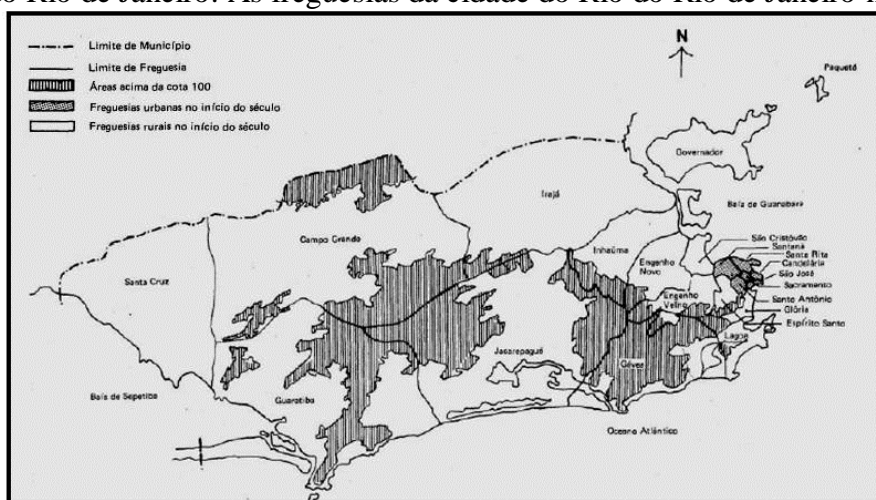 do Rio de Janeiro: As freguesias da cidade do Rio do Rio de Janeiro
Limite de Município
Limite de Freguesia
Áreas acima da cota 100
Freguesias urbanas no início do século
Freguesias rurais no início do século
N
Paquetá
Governador
Irajá
Baía de Guanabara
Campo Grande
Inhaúma
São Cristóvão
Santana
Santa Rita
Engenho
Novo
Candelária
Santa Cruz
São José
Sacramento
Engenho
Velho
Santo Antônio
Glória
Espírito Santo
Lagoa
Jacarepaguá
Gávea
Baía de Sepetiba
Guaratiba
Oceano Atlântico